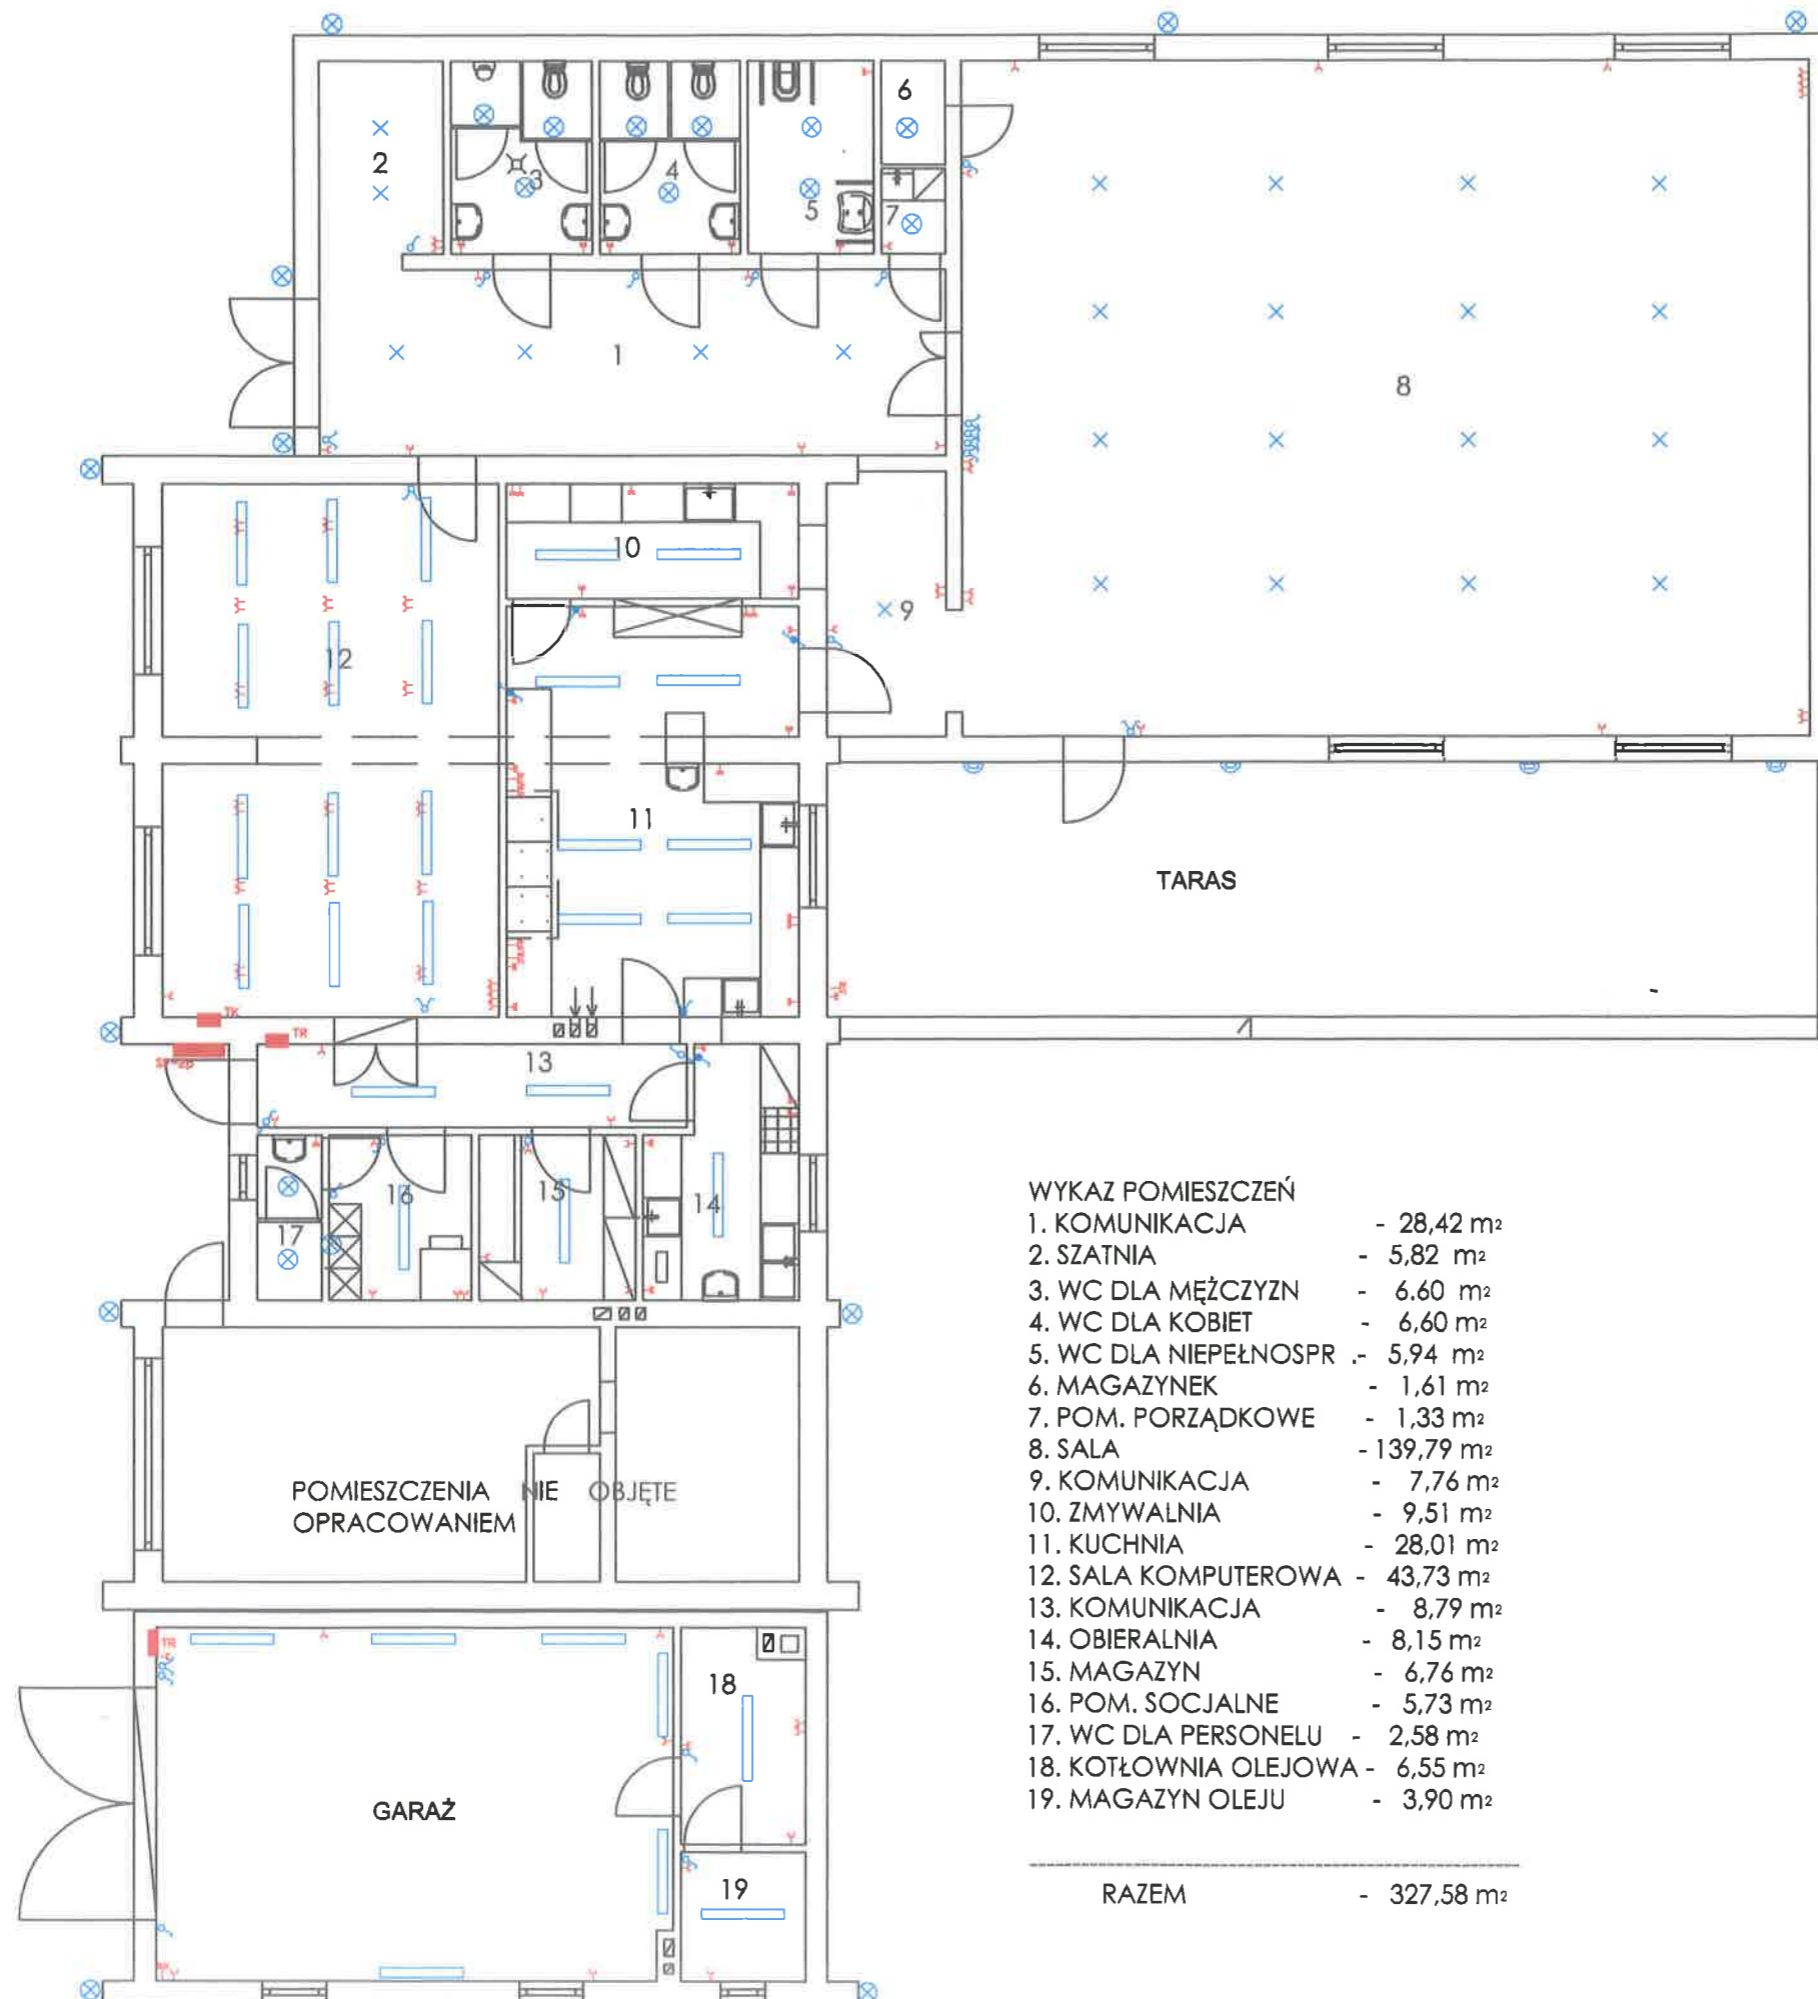 6
2
3
4
5
7
1
8
10
9
12
11
TARAS
TK
TR
13
16
15
14
17
WYKAZ POMIESZCZEŃ
1. KOMUNIKACJA - 28,42 m²
2. SZATNIA - 5,82 m²
3. WC DLA MĘŻCZYZN - 6.60 m²
4. WC DLA KOBIET - 6,60 m²
5. WC DLA NIEPEŁNOSPR .- 5,94 m²
6. MAGAZYNEK - 1,61 m²
7. POM. PORZĄDKOWE - 1,33 m²
8. SALA - 139,79 m²
9. KOMUNIKACJA - 7,76 m²
10. ZMYWALNIA - 9,51 m²
11. KUCHNIA - 28,01 m²
12. SALA KOMPUTEROWA - 43,73 m²
13. KOMUNIKACJA - 8,79 m²
14. OBIERALNIA - 8,15 m²
15. MAGAZYN - 6,76 m²
16. POM. SOCJALNE - 5,73 m²
17. WC DLA PERSONELU - 2,58 m²
18. KOTŁOWNIA OLEJOWA - 6,55 m²
19. MAGAZYN OLEJU - 3,90 m²
RAZEM - 327,58 m²
POMIESZCZENIA NIE OBJĘTE
OPRACOWANIEM
18
GARAŻ
19